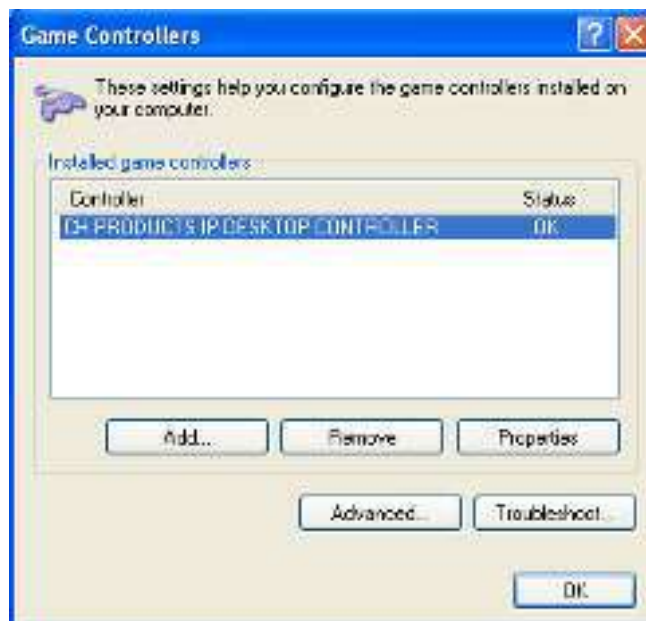 Game Controllers
These settings help you configure the game controllers installed on
your computer.
Installed game controllers
Controller Status
CH PRODUCTS IP DESKTOP CONTROLLER OK
Add... Remove Properties
Advanced... Troubleshoot...
OK